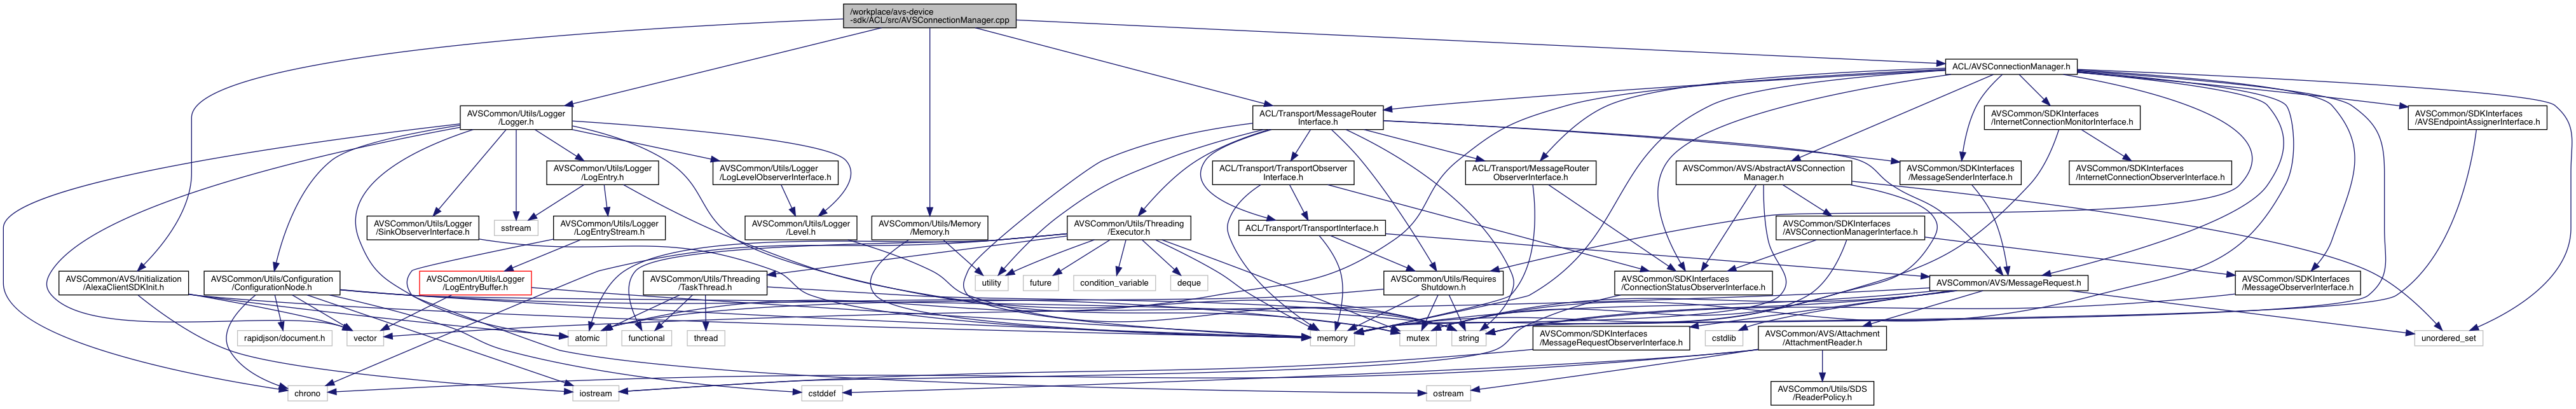 /workplace/avs-device
-sdk/ACL/src/AVSConnectionManager.cpp
ACL/AVSConnectionManager.h
AVSCommon/Utils/Logger
/Logger.h
ACL/Transport/MessageRouter
Interface.h
AVSCommon/SDKInterfaces
/InternetConnectionMonitorInterface.h
AVSCommon/SDKInterfaces
/AVSEndpointAssignerInterface.h
AVSCommon/Utils/Logger
/LogEntry.h
AVSCommon/Utils/Logger
/LogLevelObserverInterface.h
ACL/Transport/TransportObserver
Interface.h
ACL/Transport/MessageRouter
ObserverInterface.h
AVSCommon/AVS/AbstractAVSConnection
Manager.h
AVSCommon/SDKInterfaces
/MessageSenderInterface.h
AVSCommon/SDKInterfaces
/InternetConnectionObserverInterface.h
AVSCommon/Utils/Logger
/SinkObserverInterface.h
sstream
AVSCommon/Utils/Logger
/LogEntryStream.h
AVSCommon/Utils/Logger
/Level.h
AVSCommon/Utils/Memory
/Memory.h
AVSCommon/Utils/Threading
/Executor.h
ACL/Transport/TransportInterface.h
AVSCommon/SDKInterfaces
/AVSConnectionManagerInterface.h
AVSCommon/AVS/Initialization
/AlexaClientSDKInit.h
AVSCommon/Utils/Configuration
/ConfigurationNode.h
AVSCommon/Utils/Logger
/LogEntryBuffer.h
AVSCommon/Utils/Threading
/TaskThread.h
utility
future
condition_variable
deque
AVSCommon/Utils/Requires
Shutdown.h
AVSCommon/SDKInterfaces
/ConnectionStatusObserverInterface.h
AVSCommon/AVS/MessageRequest.h
AVSCommon/SDKInterfaces
/MessageObserverInterface.h
rapidjson/document.h
vector
atomic
functional
thread
memory
mutex
string
AVSCommon/SDKInterfaces
/MessageRequestObserverInterface.h
cstdlib
AVSCommon/AVS/Attachment
/AttachmentReader.h
unordered_set
chrono
iostream
cstddef
ostream
AVSCommon/Utils/SDS
/ReaderPolicy.h